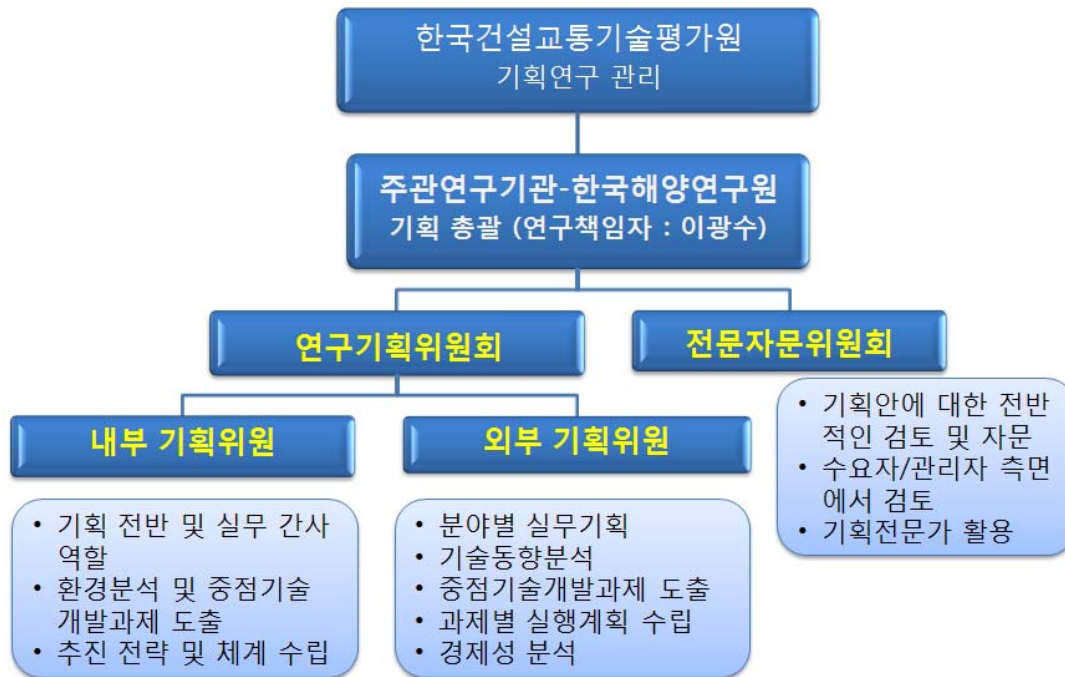 한국건설교통기술평가원
기획연구 관리
주관연구기관-한국해양연구원
기획 총괄 (연구책임자 : 이광수)
연구기획위원회
전문자문위원회
내부 기획위원
외부 기획위원
• 기획안에 대한 전반
적인 검토 및 자문
• 수요자/관리자 측면
에서 검토
• 기획전문가 활용
• 기획 전반 및 실무 간사
역할
• 환경분석 및 중점기술
개발과제 도출
• 추진 전략 및 체계 수립
• 분야별 실무기획
• 기술동향분석
• 중점기술개발과제 도출
• 과제별 실행계획 수립
• 경제성 분석